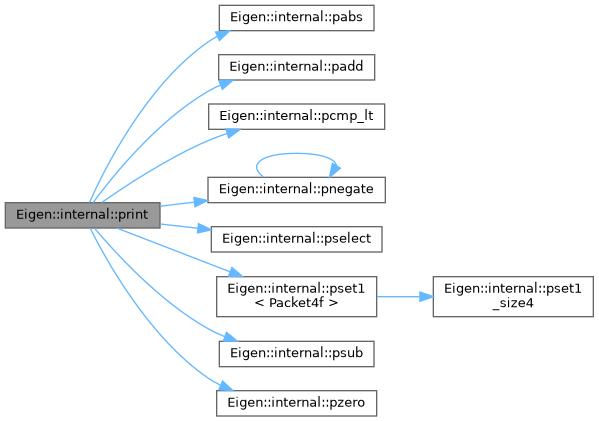 Eigen::internal::pabs
Eigen::internal::padd
Eigen::internal::pcmp_lt
Eigen::internal::pnegate
Eigen::internal::print
Eigen::internal::pselect
Eigen::internal::pset1
< Packet4f >
Eigen::internal::pset1
_size4
Eigen::internal::psub
Eigen::internal::pzero